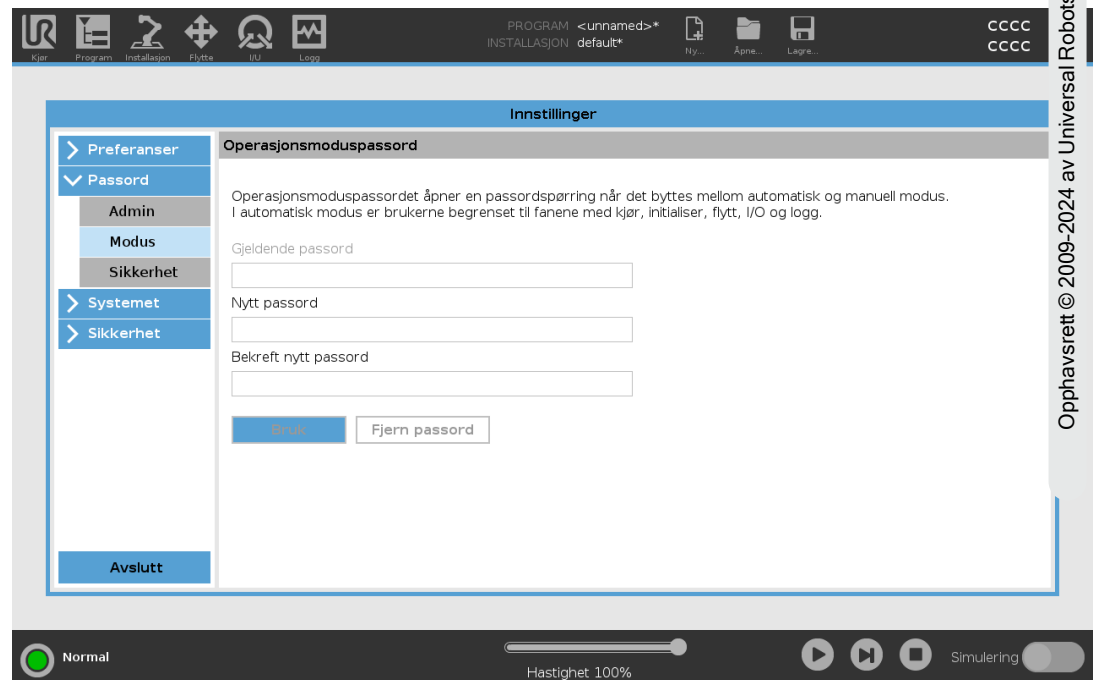 PROGRAM <unnamed>*
INSTALLASJON default*
CCCC
CCCC
Kjør Program Installasjon Flytte I/U Logg
Ny... Åpne... Lagre...
Innstillinger
Preferanser
Passord
Admin
Modus
Sikkerhet
Systemet
Sikkerhet
Avslutt
Operasjonsmoduspassord
Operasjonsmoduspassordet åpner en passordspørring når det byttes mellom automatisk og manuell modus.
I automatisk modus er brukerne begrenset til fanene med kjør, initialiser, flytt, I/O og logg.
Gjeldende passord
Nytt passord
Bekreft nytt passord
Bruk
Fjern passord
Normal
Hastighet 100%
Simulering
Opphavsrett © 2009-2024 av Universal Robots